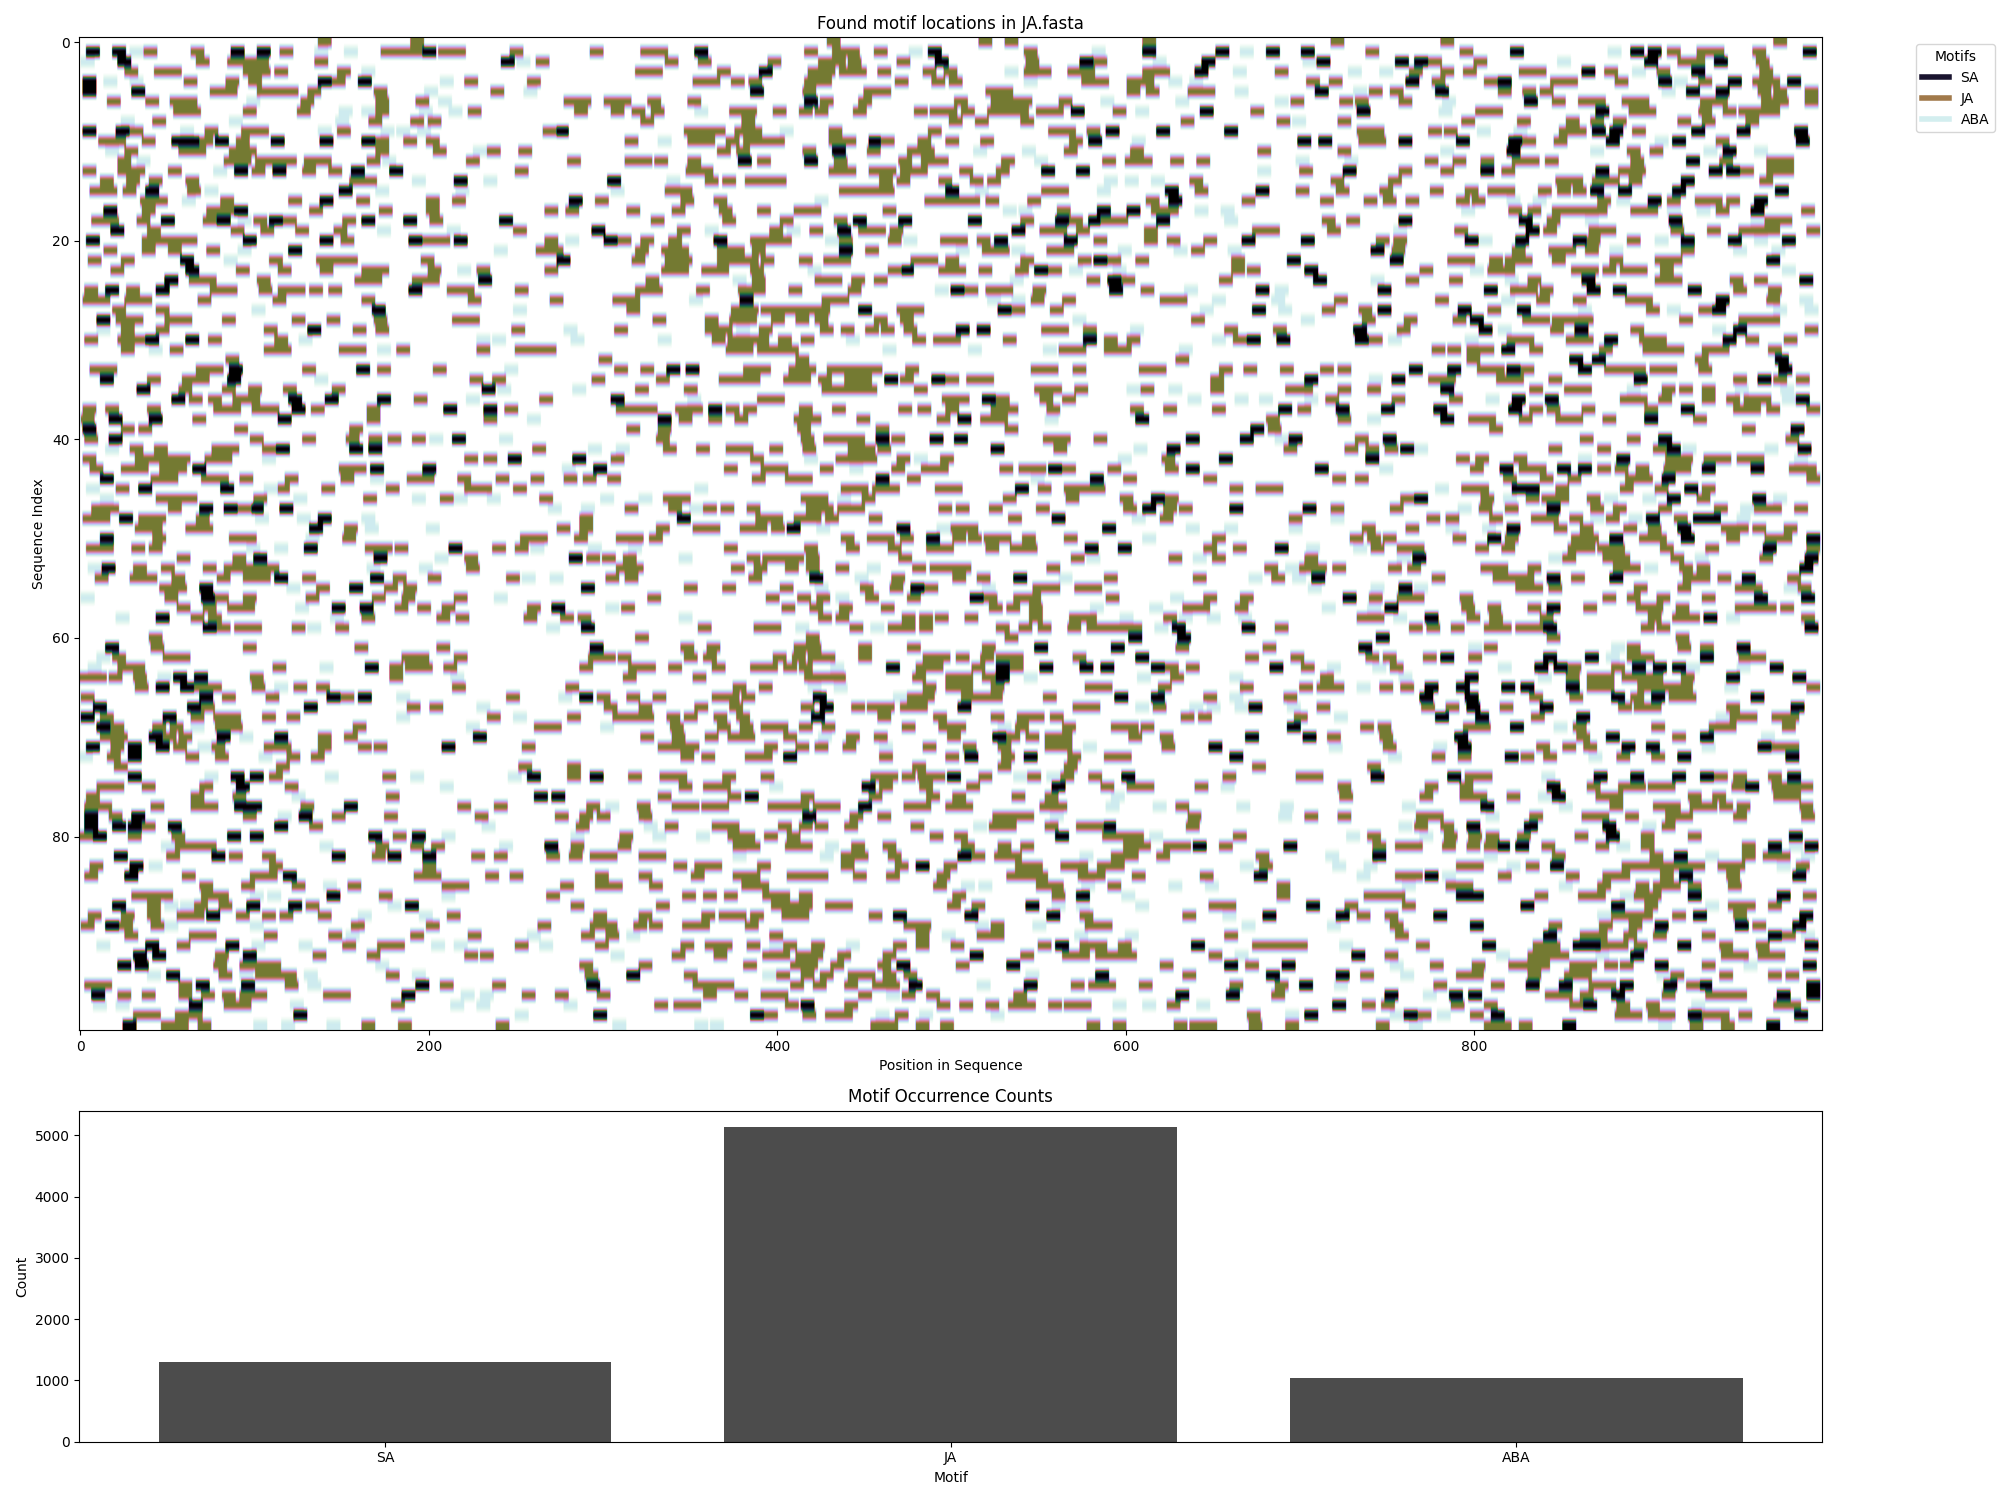 Found motif locations in JA.fasta
Motifs
SA
JA
ABA
0
20
40
60
80
Sequence Index
0 200 400 600 800
Position in Sequence
Motif Occurrence Counts
5000
4000
3000
2000
1000
0
Count
SA JA ABA
Motif